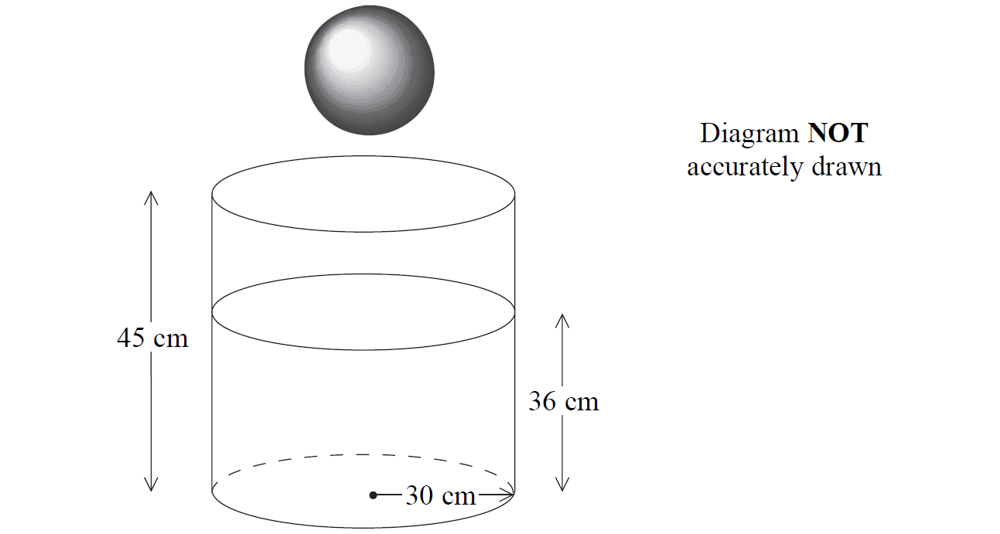 Diagram NOT
accurately drawn
45 cm
36 cm
30 cm